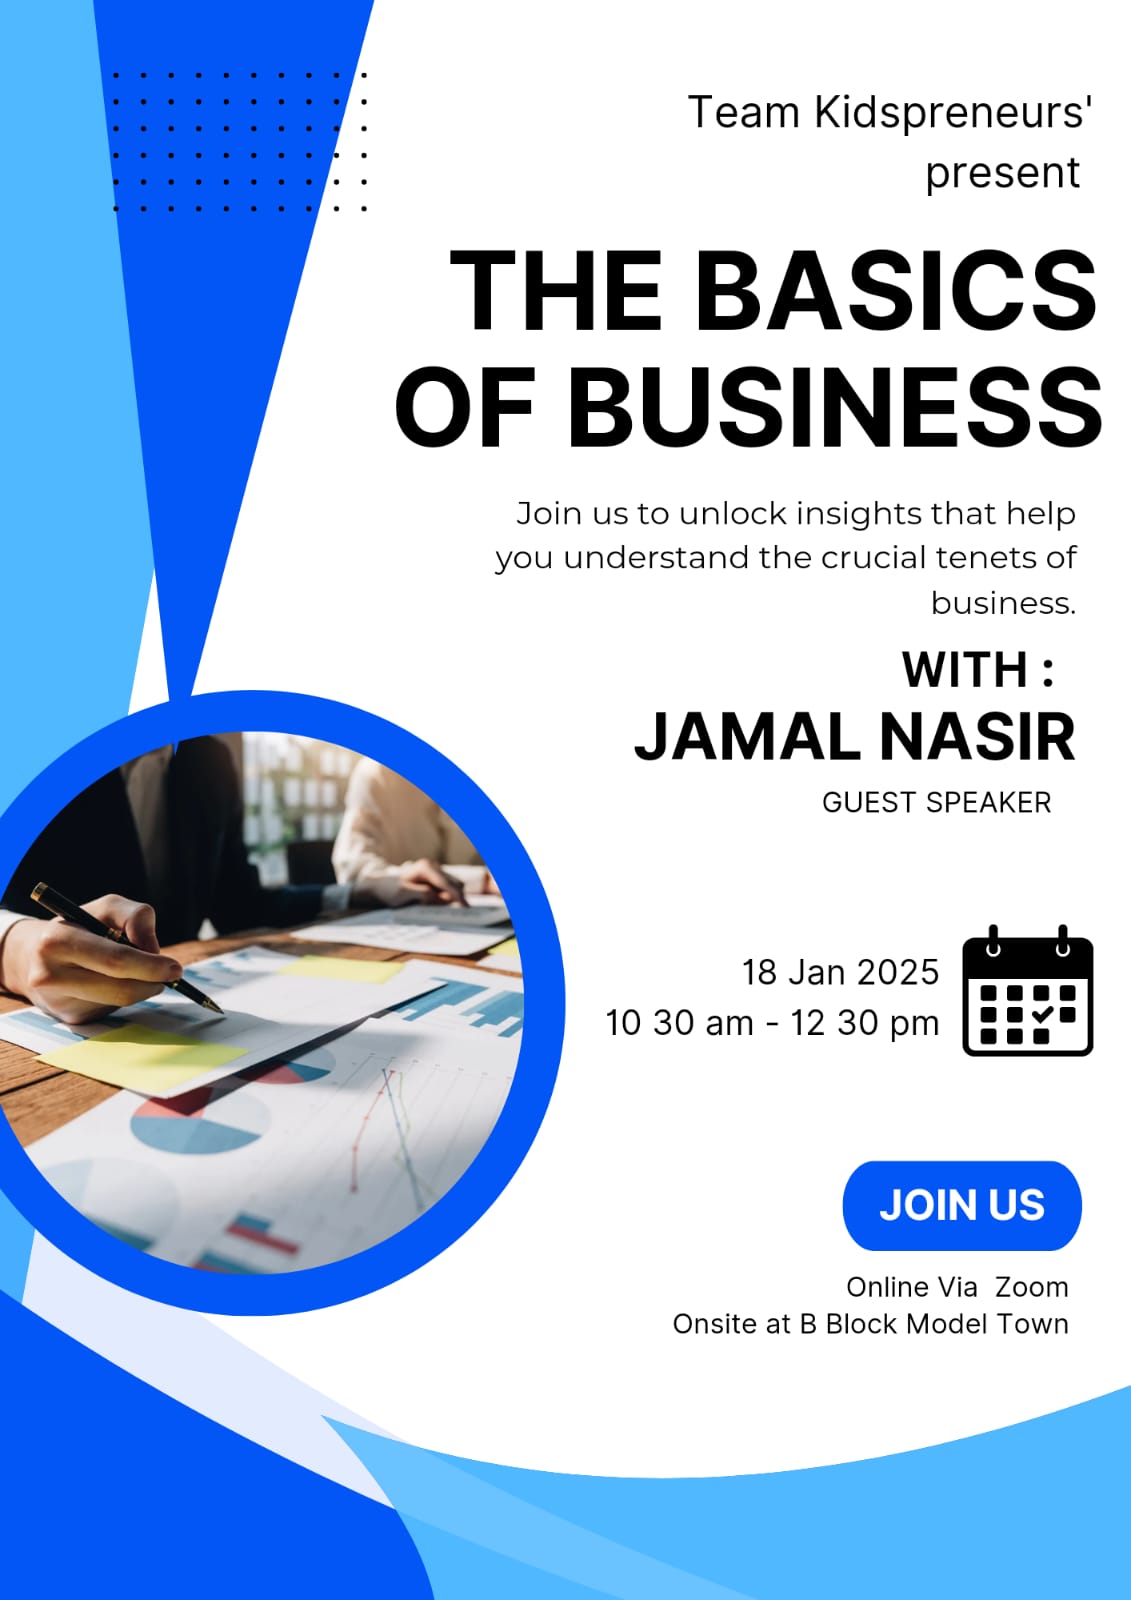 Team Kidspreneurs'
present
THE BASICS
OF BUSINESS
Join us to unlock insights that help
you understand the crucial tenets of
business.
WITH :
JAMAL NASIR
GUEST SPEAKER
18 Jan 2025
10 30 am - 12 30 pm
JOIN US
Online Via  Zoom
Onsite at B Block Model Town